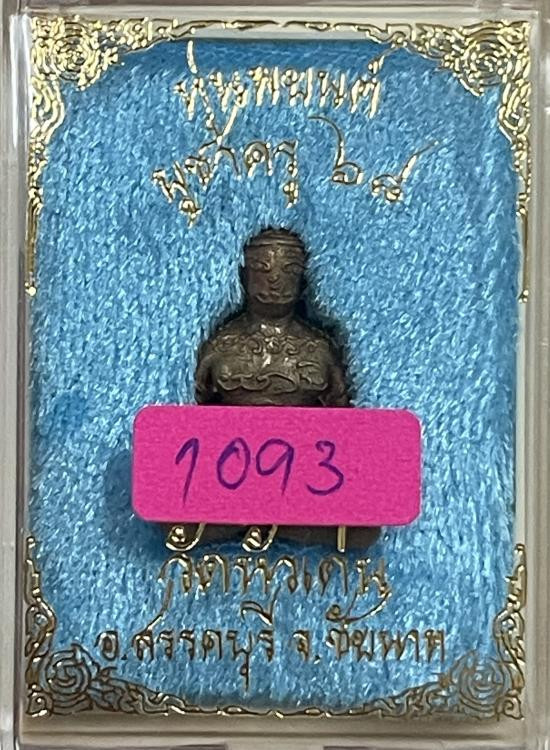 หุ่นพยนต์
บูชาครู ๖๘
1093
วัดหัวเด่น
อ.สรรคบุรี จ.ชัยนาท